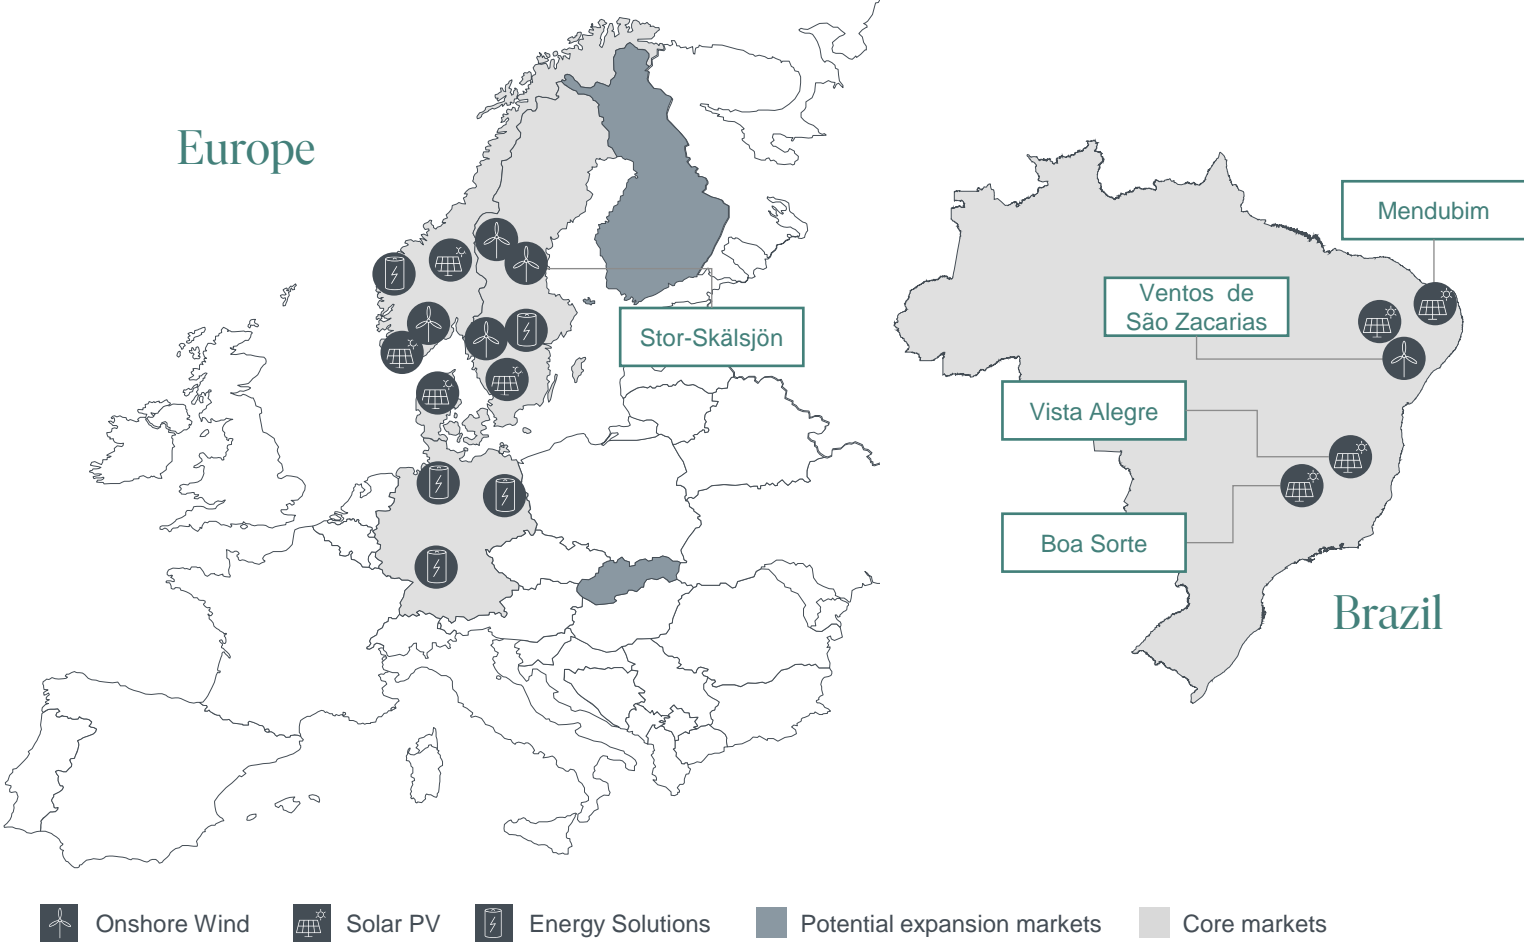 Europe
Mendubim
Ventos de
São Zacarias
Stor-Skälsjön
Vista Alegre
Boa Sorte
Brazil
Onshore Wind
Solar PV
Energy Solutions
Potential expansion markets
Core markets